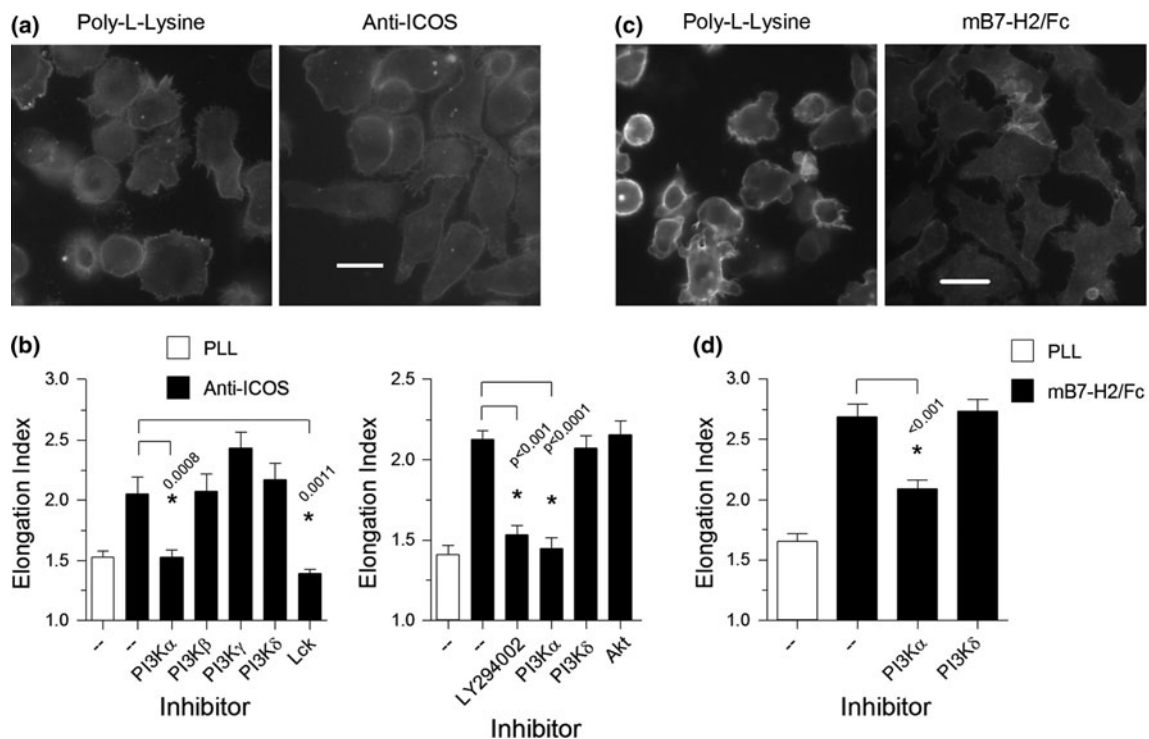 (a)
Poly-L-Lysine
Anti-ICOS
(c)
Poly-L-Lysine
mB7-H2/Fc
(b)
PLL
Anti-ICOS
Elongation Index
3.0
2.5
2.0
1.5
1.0
0.0008
*
0.0011
*
--
--
PI3Kα
PI3Kβ
PI3Kγ
PI3Kδ
Lck
Inhibitor
Elongation Index
2.5
2.0
1.5
1.0
p<0.001
p<0.0001
*
*
--
--
LY294002
PI3Kα
PI3Kδ
Akt
Inhibitor
(d)
PLL
mB7-H2/Fc
Elongation Index
3.0
2.5
2.0
1.5
1.0
<0.001
*
--
--
PI3Kα
PI3Kδ
Inhibitor